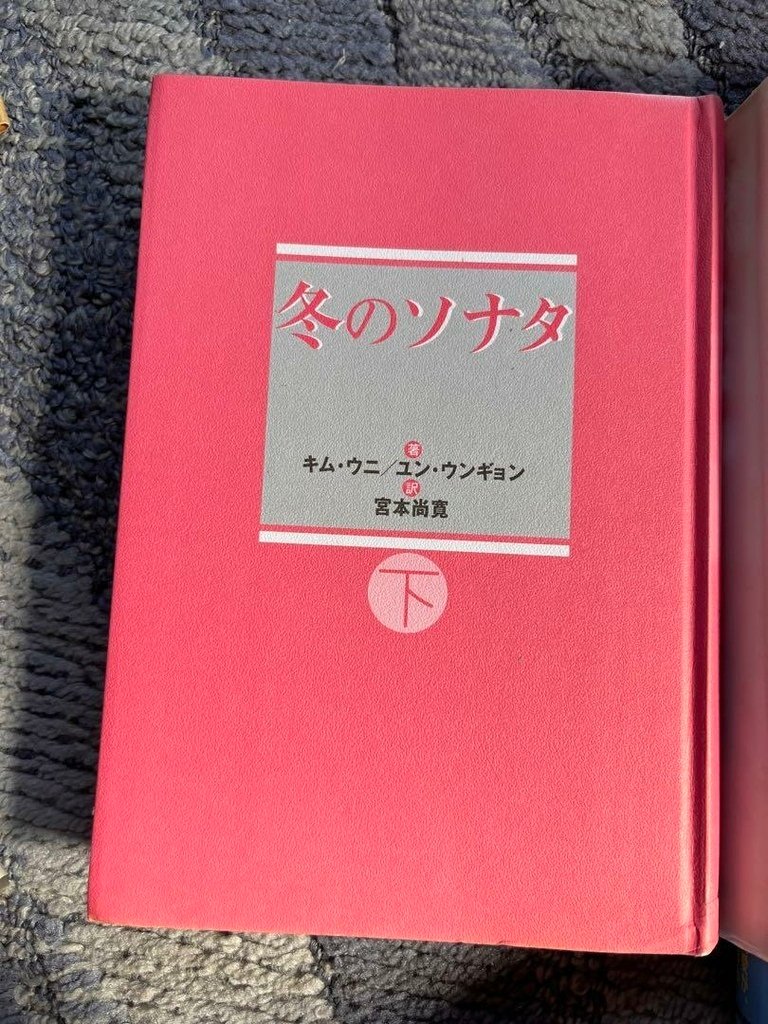 冬のソナタ
著
キム・ウニ／ユン・ウンギョン
訳
宮本尚寛
下